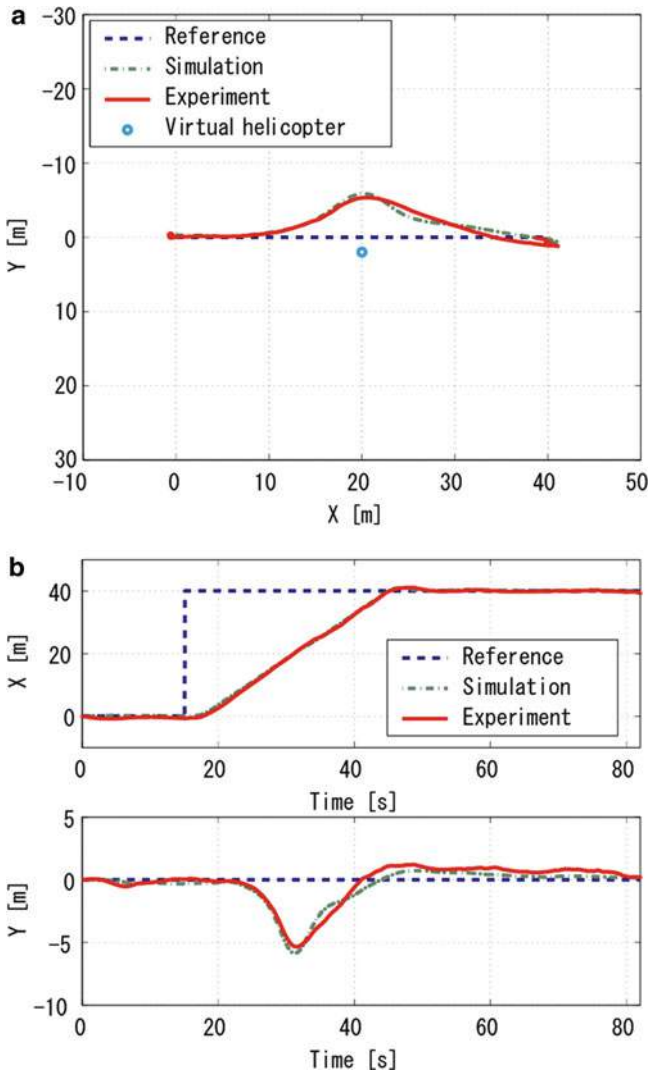 a
-30
-20
-10
0
10
20
30
Y [m]
Reference
Simulation
Experiment
Virtual helicopter
-10 0 10 20 30 40 50
X [m]
b
40
20
0
X [m]
Reference
Simulation
Experiment
0 20 40 60 80
Time [s]
5
0
-5
-10
Y [m]
0 20 40 60 80
Time [s]